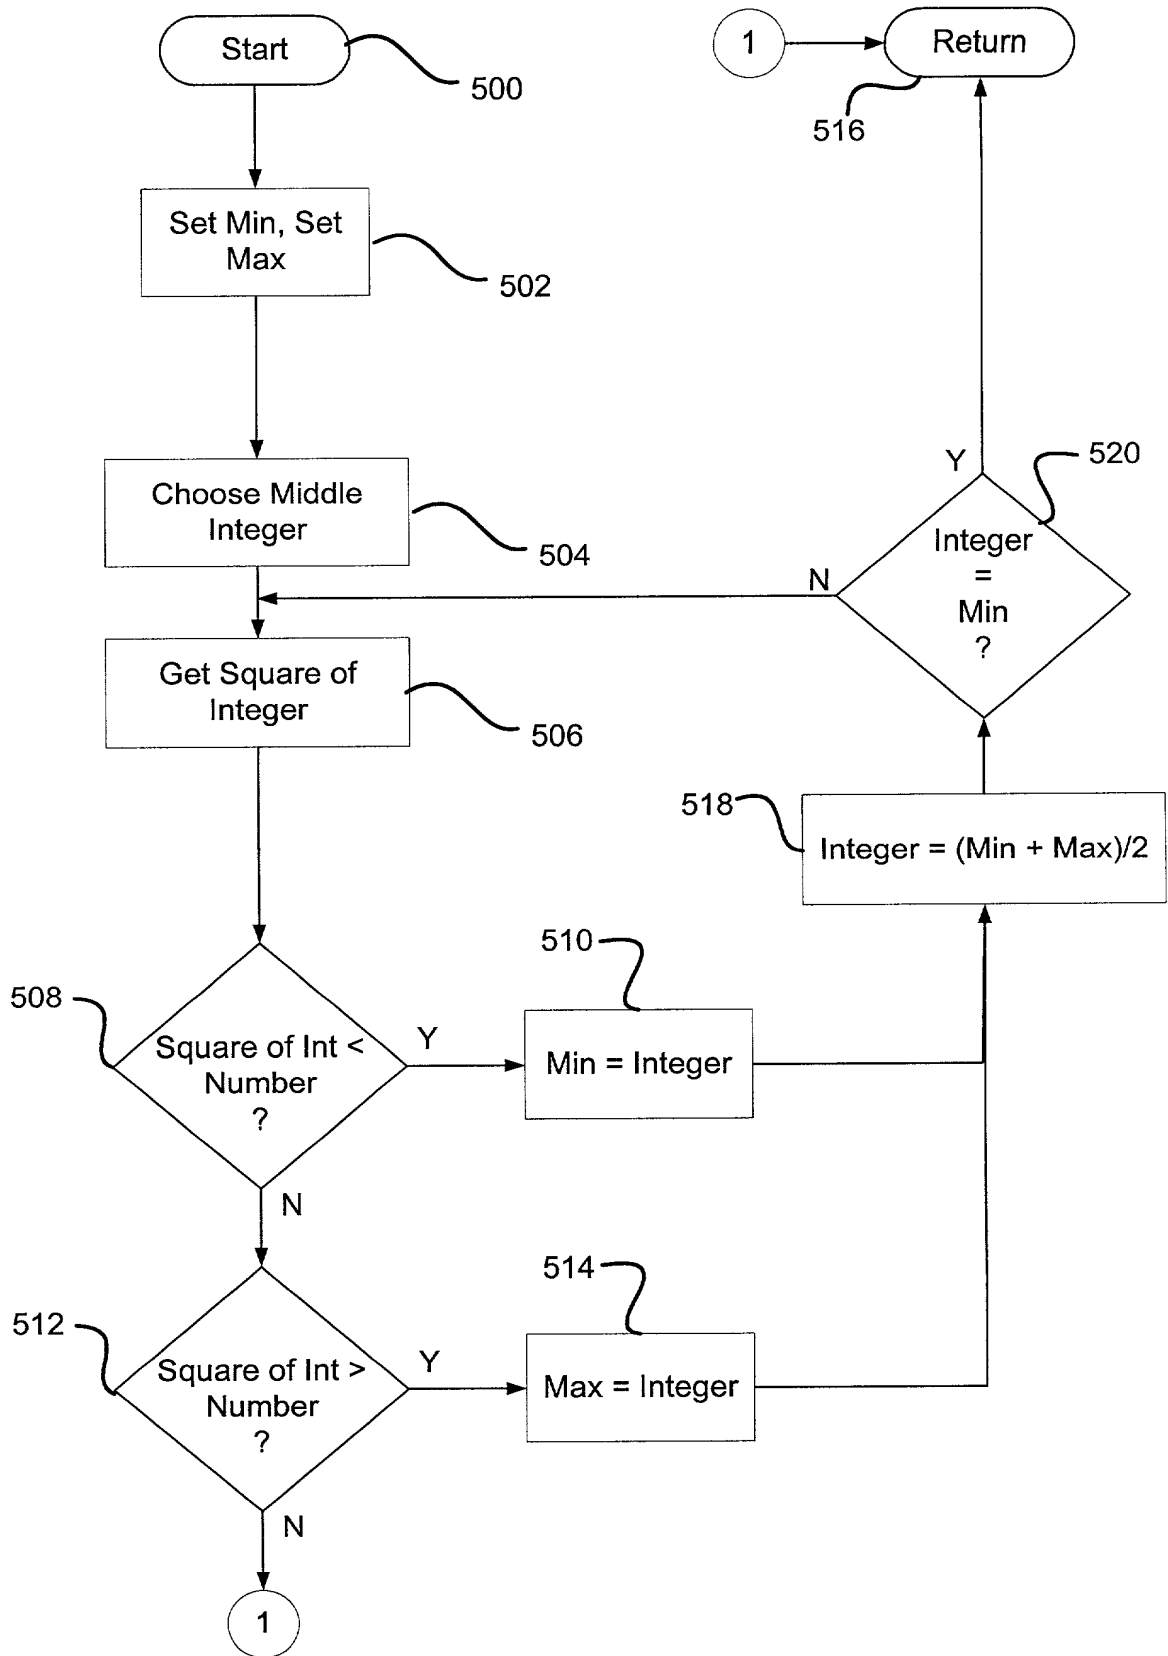 Start
500
1
Return
516
Set Min, Set
Max
502
Choose Middle
Integer
504
Y
520
Integer
=
Min
?
N
Get Square of
Integer
506
518
Integer = (Min + Max)/2
508
Square of Int <
Number
?
Y
510
Min = Integer
N
512
Square of Int >
Number
?
Y
514
Max = Integer
N
1